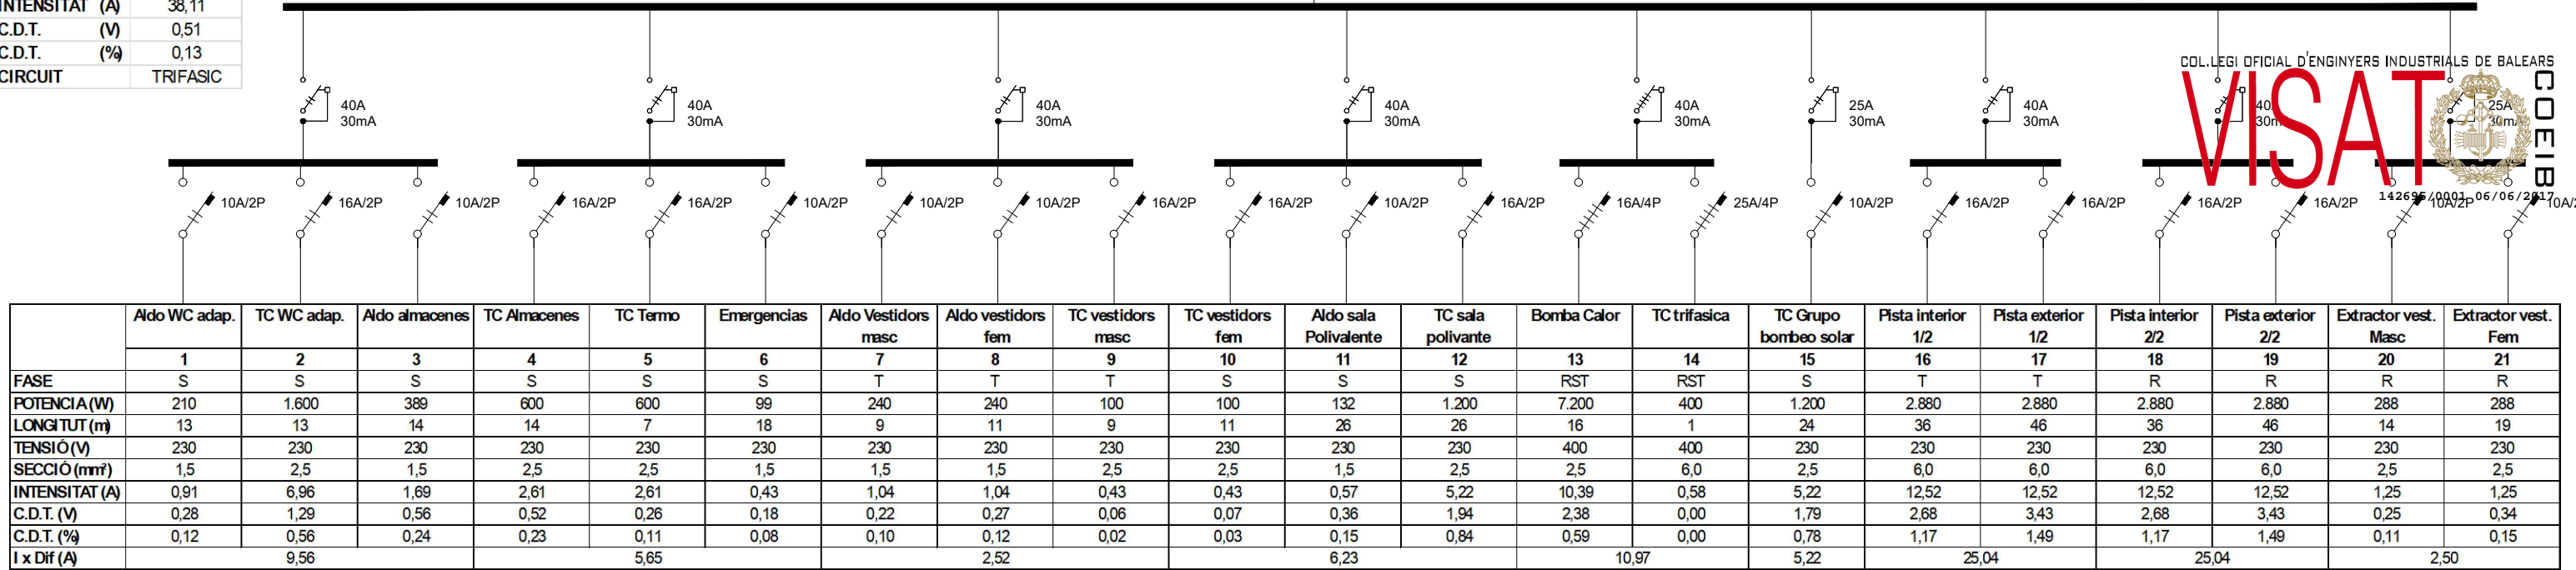 INTENSITAT (A) 38,11
C.D.T. (V) 0,51
C.D.T. (%) 0,13
CIRCUIT TRIFASIC
COL.LEGI OFICIAL D'ENGINYERS INDUSTRIALS DE BALEARS
VISAT
COEIB
142695/0001 06/06/2017
40A 40A 40A 40A 40A 25A 40A 40A 25A
30mA 30mA 30mA 30mA 30mA 30mA 30mA 30mA 30mA
10A/2P 16A/2P 10A/2P 16A/2P 16A/2P 10A/2P 10A/2P 10A/2P 16A/2P 16A/2P 10A/2P 16A/2P 16A/4P 25A/4P 10A/2P 16A/2P 16A/2P 16A/2P 16A/2P 10A/2P
Aldo WC adap. TC WC adap. Aldo almacenes TC Almacenes TC Termo Emergencias Aldo Vestidors masc Aldo vestidors fem TC vestidors masc TC vestidors fem Aldo sala Polivalente TC sala polivante Bomba Calor TC trifasica TC Grupo bombeo solar Pista interior 1/2 Pista exterior 1/2 Pista interior 2/2 Pista exterior 2/2 Extractor vest. Masc Extractor vest. Fem
1 2 3 4 5 6 7 8 9 10 11 12 13 14 15 16 17 18 19 20 21
FASE S S S S S S T T T S S S RST RST S T T R R R R
POTENCIA (W) 210 1.600 389 600 600 99 240 240 100 100 132 1.200 7.200 400 1.200 2.880 2.880 2.880 2.880 288 288
LONGITUT (m) 13 13 14 14 7 18 9 11 9 11 26 26 16 1 24 36 46 36 46 14 19
TENSIÓ (V) 230 230 230 230 230 230 230 230 230 230 230 230 400 400 230 230 230 230 230 230 230
SECCIÓ (mm²) 1,5 2,5 1,5 2,5 2,5 1,5 1,5 1,5 2,5 2,5 1,5 2,5 2,5 6,0 2,5 6,0 6,0 6,0 6,0 2,5 2,5
INTENSITAT (A) 0,91 6,96 1,69 2,61 2,61 0,43 1,04 1,04 0,43 0,43 0,57 5,22 10,39 0,58 5,22 12,52 12,52 12,52 12,52 1,25 1,25
C.D.T. (V) 0,28 1,29 0,56 0,52 0,26 0,18 0,22 0,27 0,06 0,07 0,36 1,94 2,38 0,00 1,79 2,68 3,43 2,68 3,43 0,25 0,34
C.D.T. (%) 0,12 0,56 0,24 0,23 0,11 0,08 0,10 0,12 0,02 0,03 0,15 0,84 0,59 0,00 0,78 1,17 1,49 1,17 1,49 0,11 0,15
I x Dif (A) 9,56 5,65 2,52 6,23 10,97 5,22 25,04 25,04 2,50